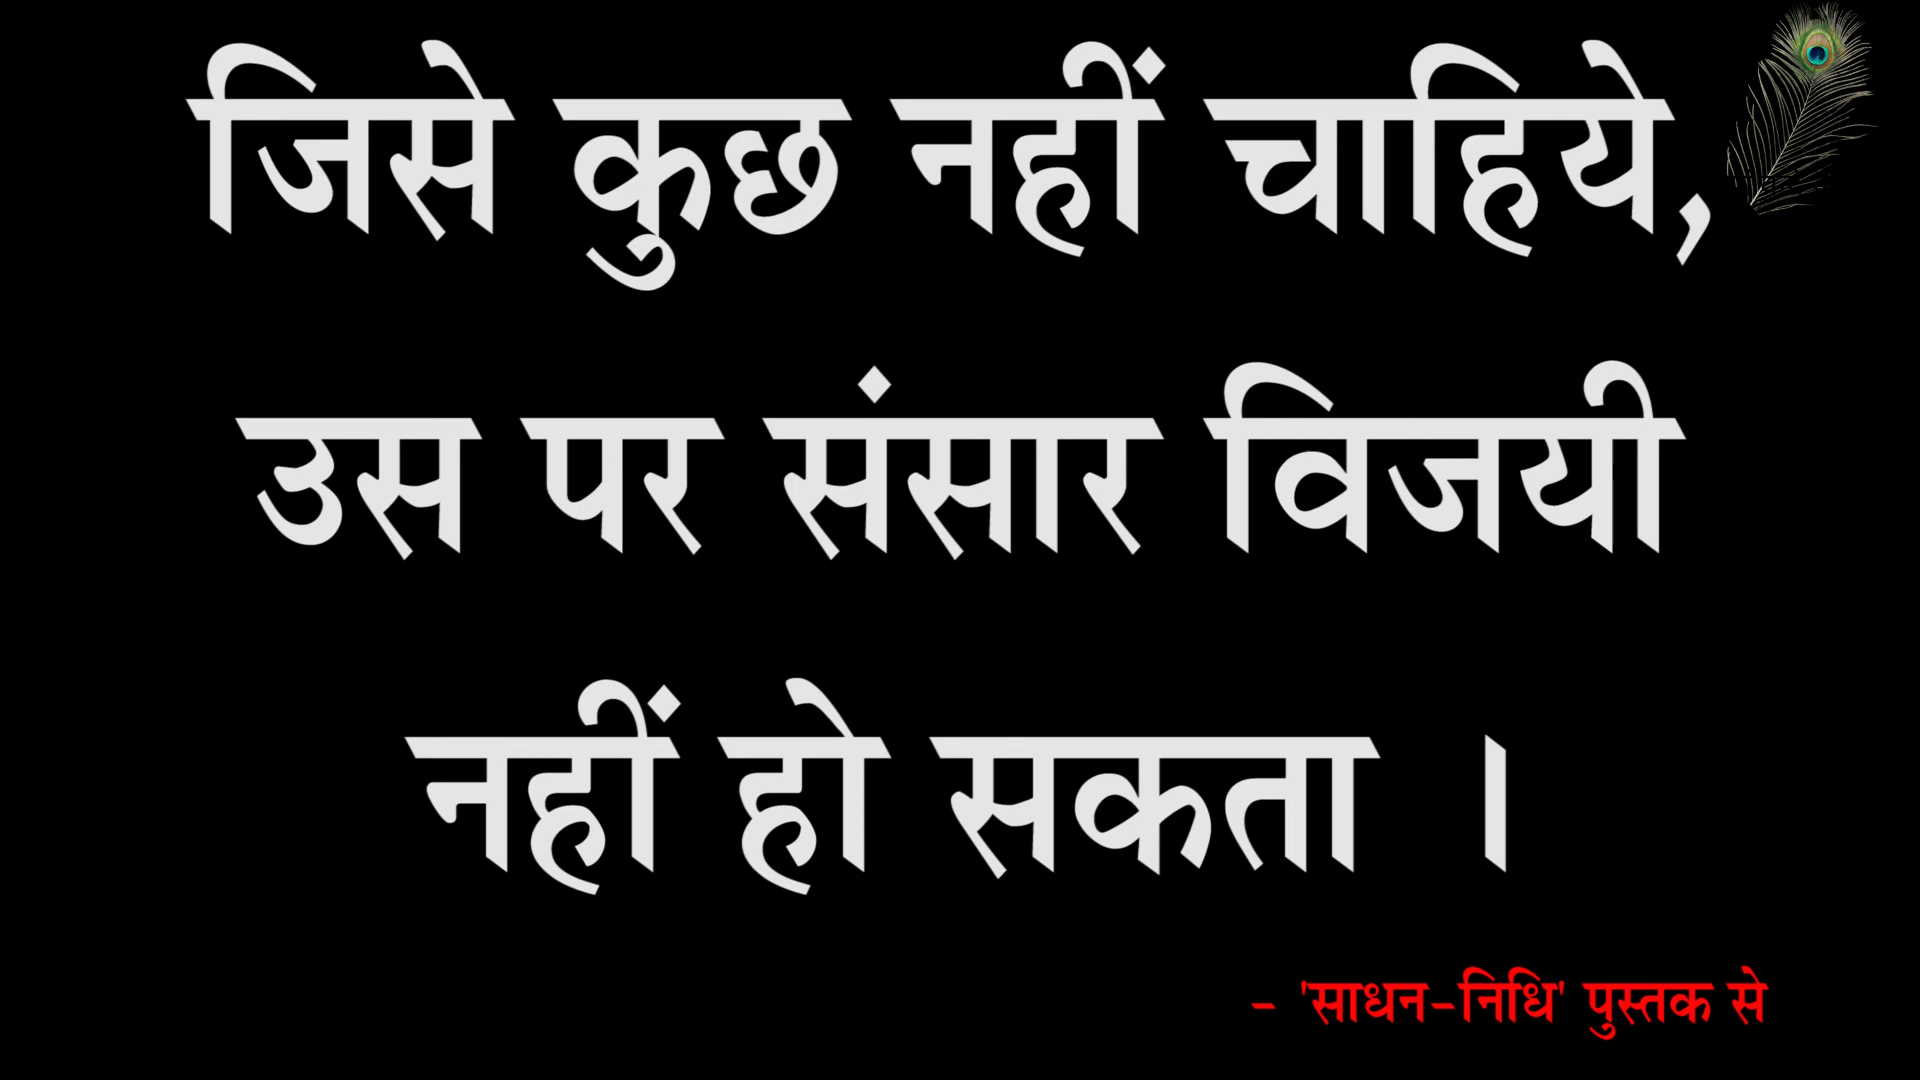 जिसे कुछ नहीं चाहिये,
उस पर संसार विजयी
नहीं हो सकता ।
- 'साधन-निधि' पुस्तक से